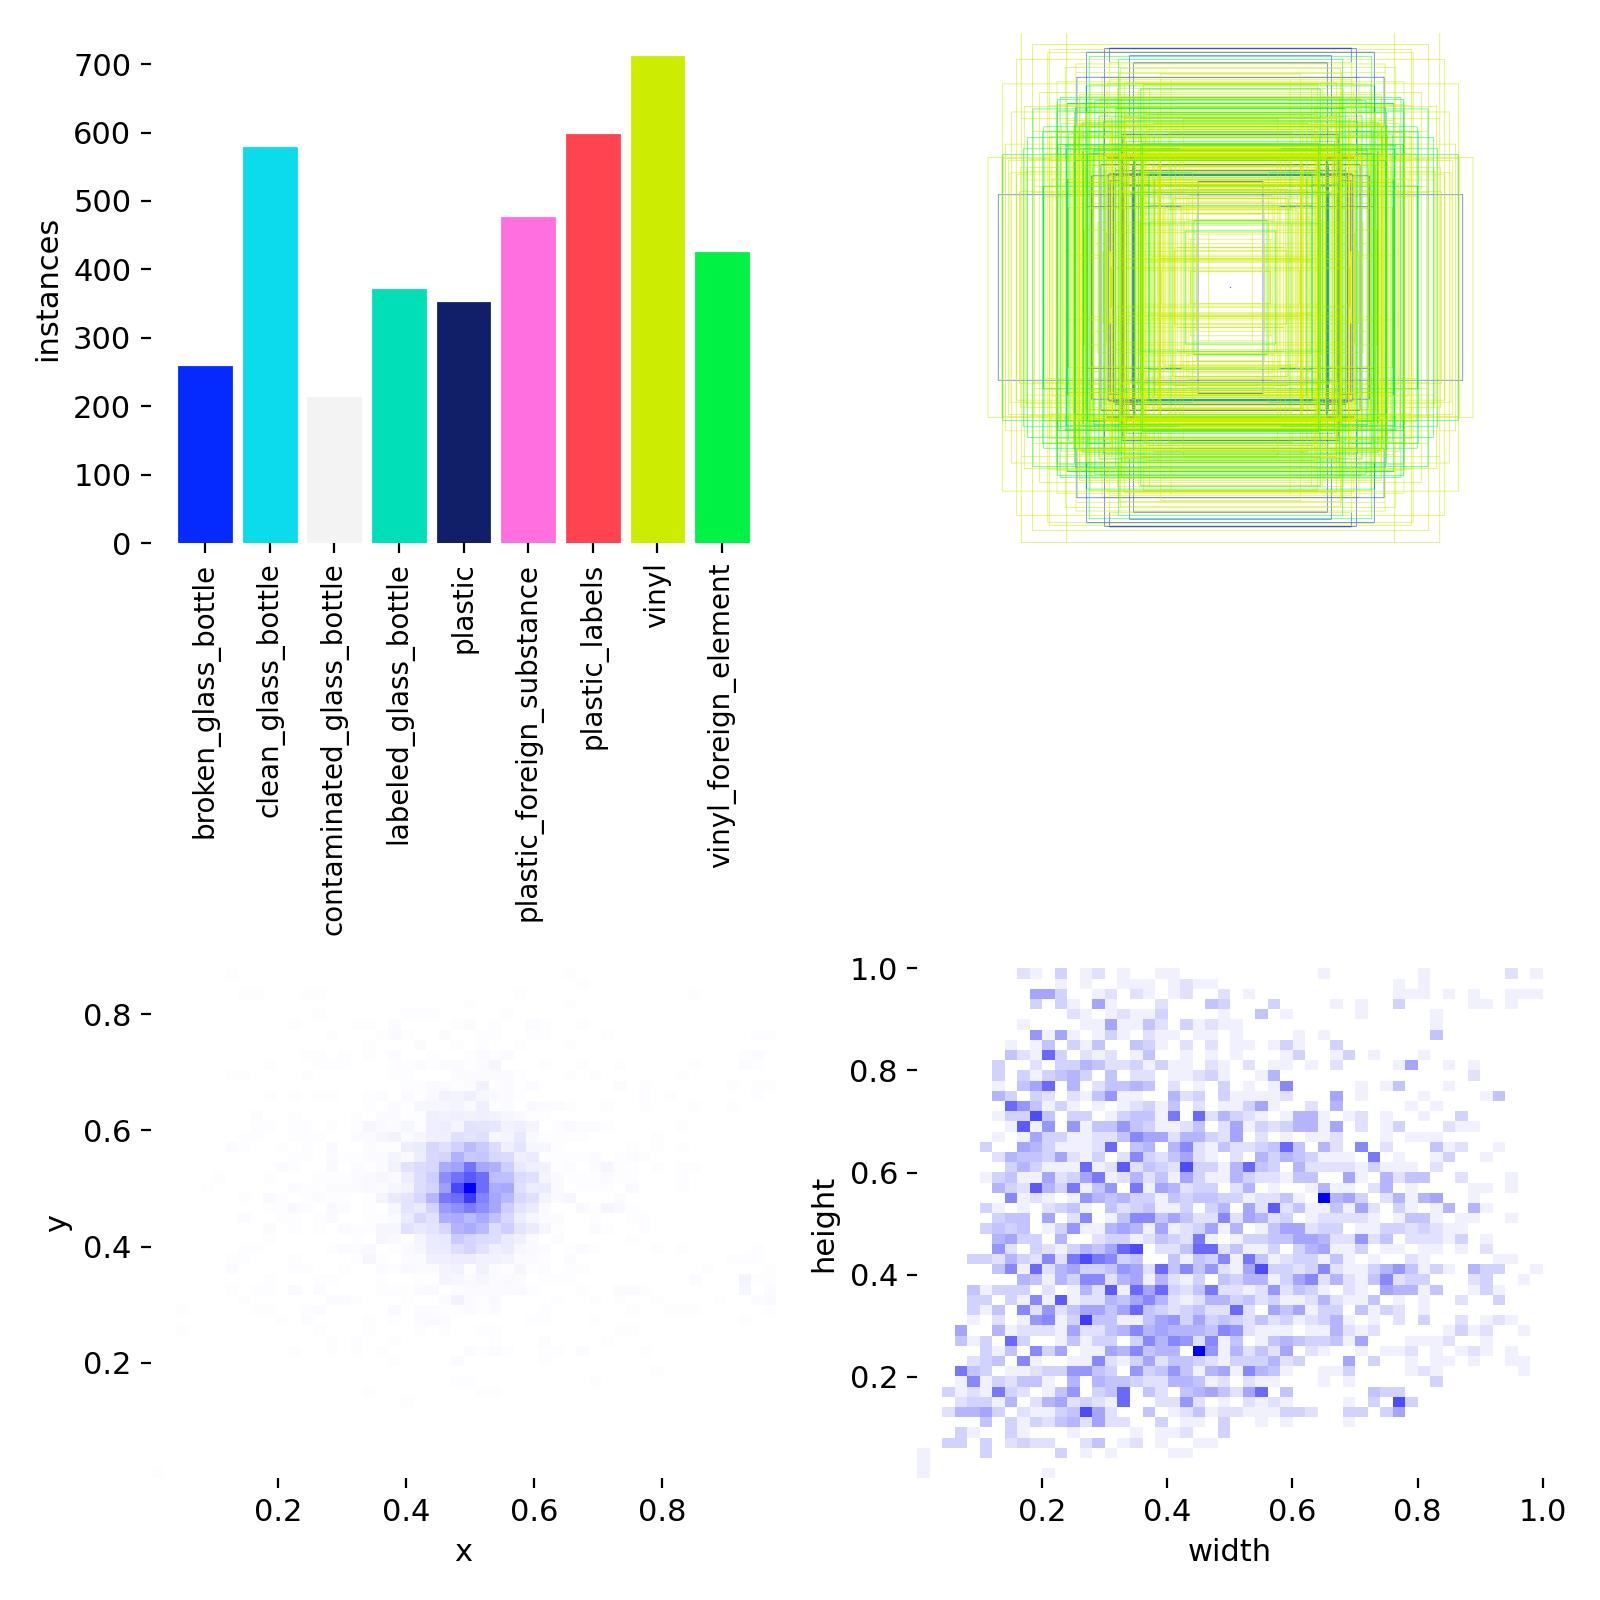 700
600
500
400
300
200
100
0
instances
broken_glass_bottle
clean_glass_bottle
contaminated_glass_bottle
labeled_glass_bottle
plastic
plastic_foreign_substance
plastic_labels
vinyl
vinyl_foreign_element
0.8
0.6
0.4
0.2
y
0.2 0.4 0.6 0.8
x
1.0
0.8
0.6
0.4
0.2
height
0.2 0.4 0.6 0.8 1.0
width